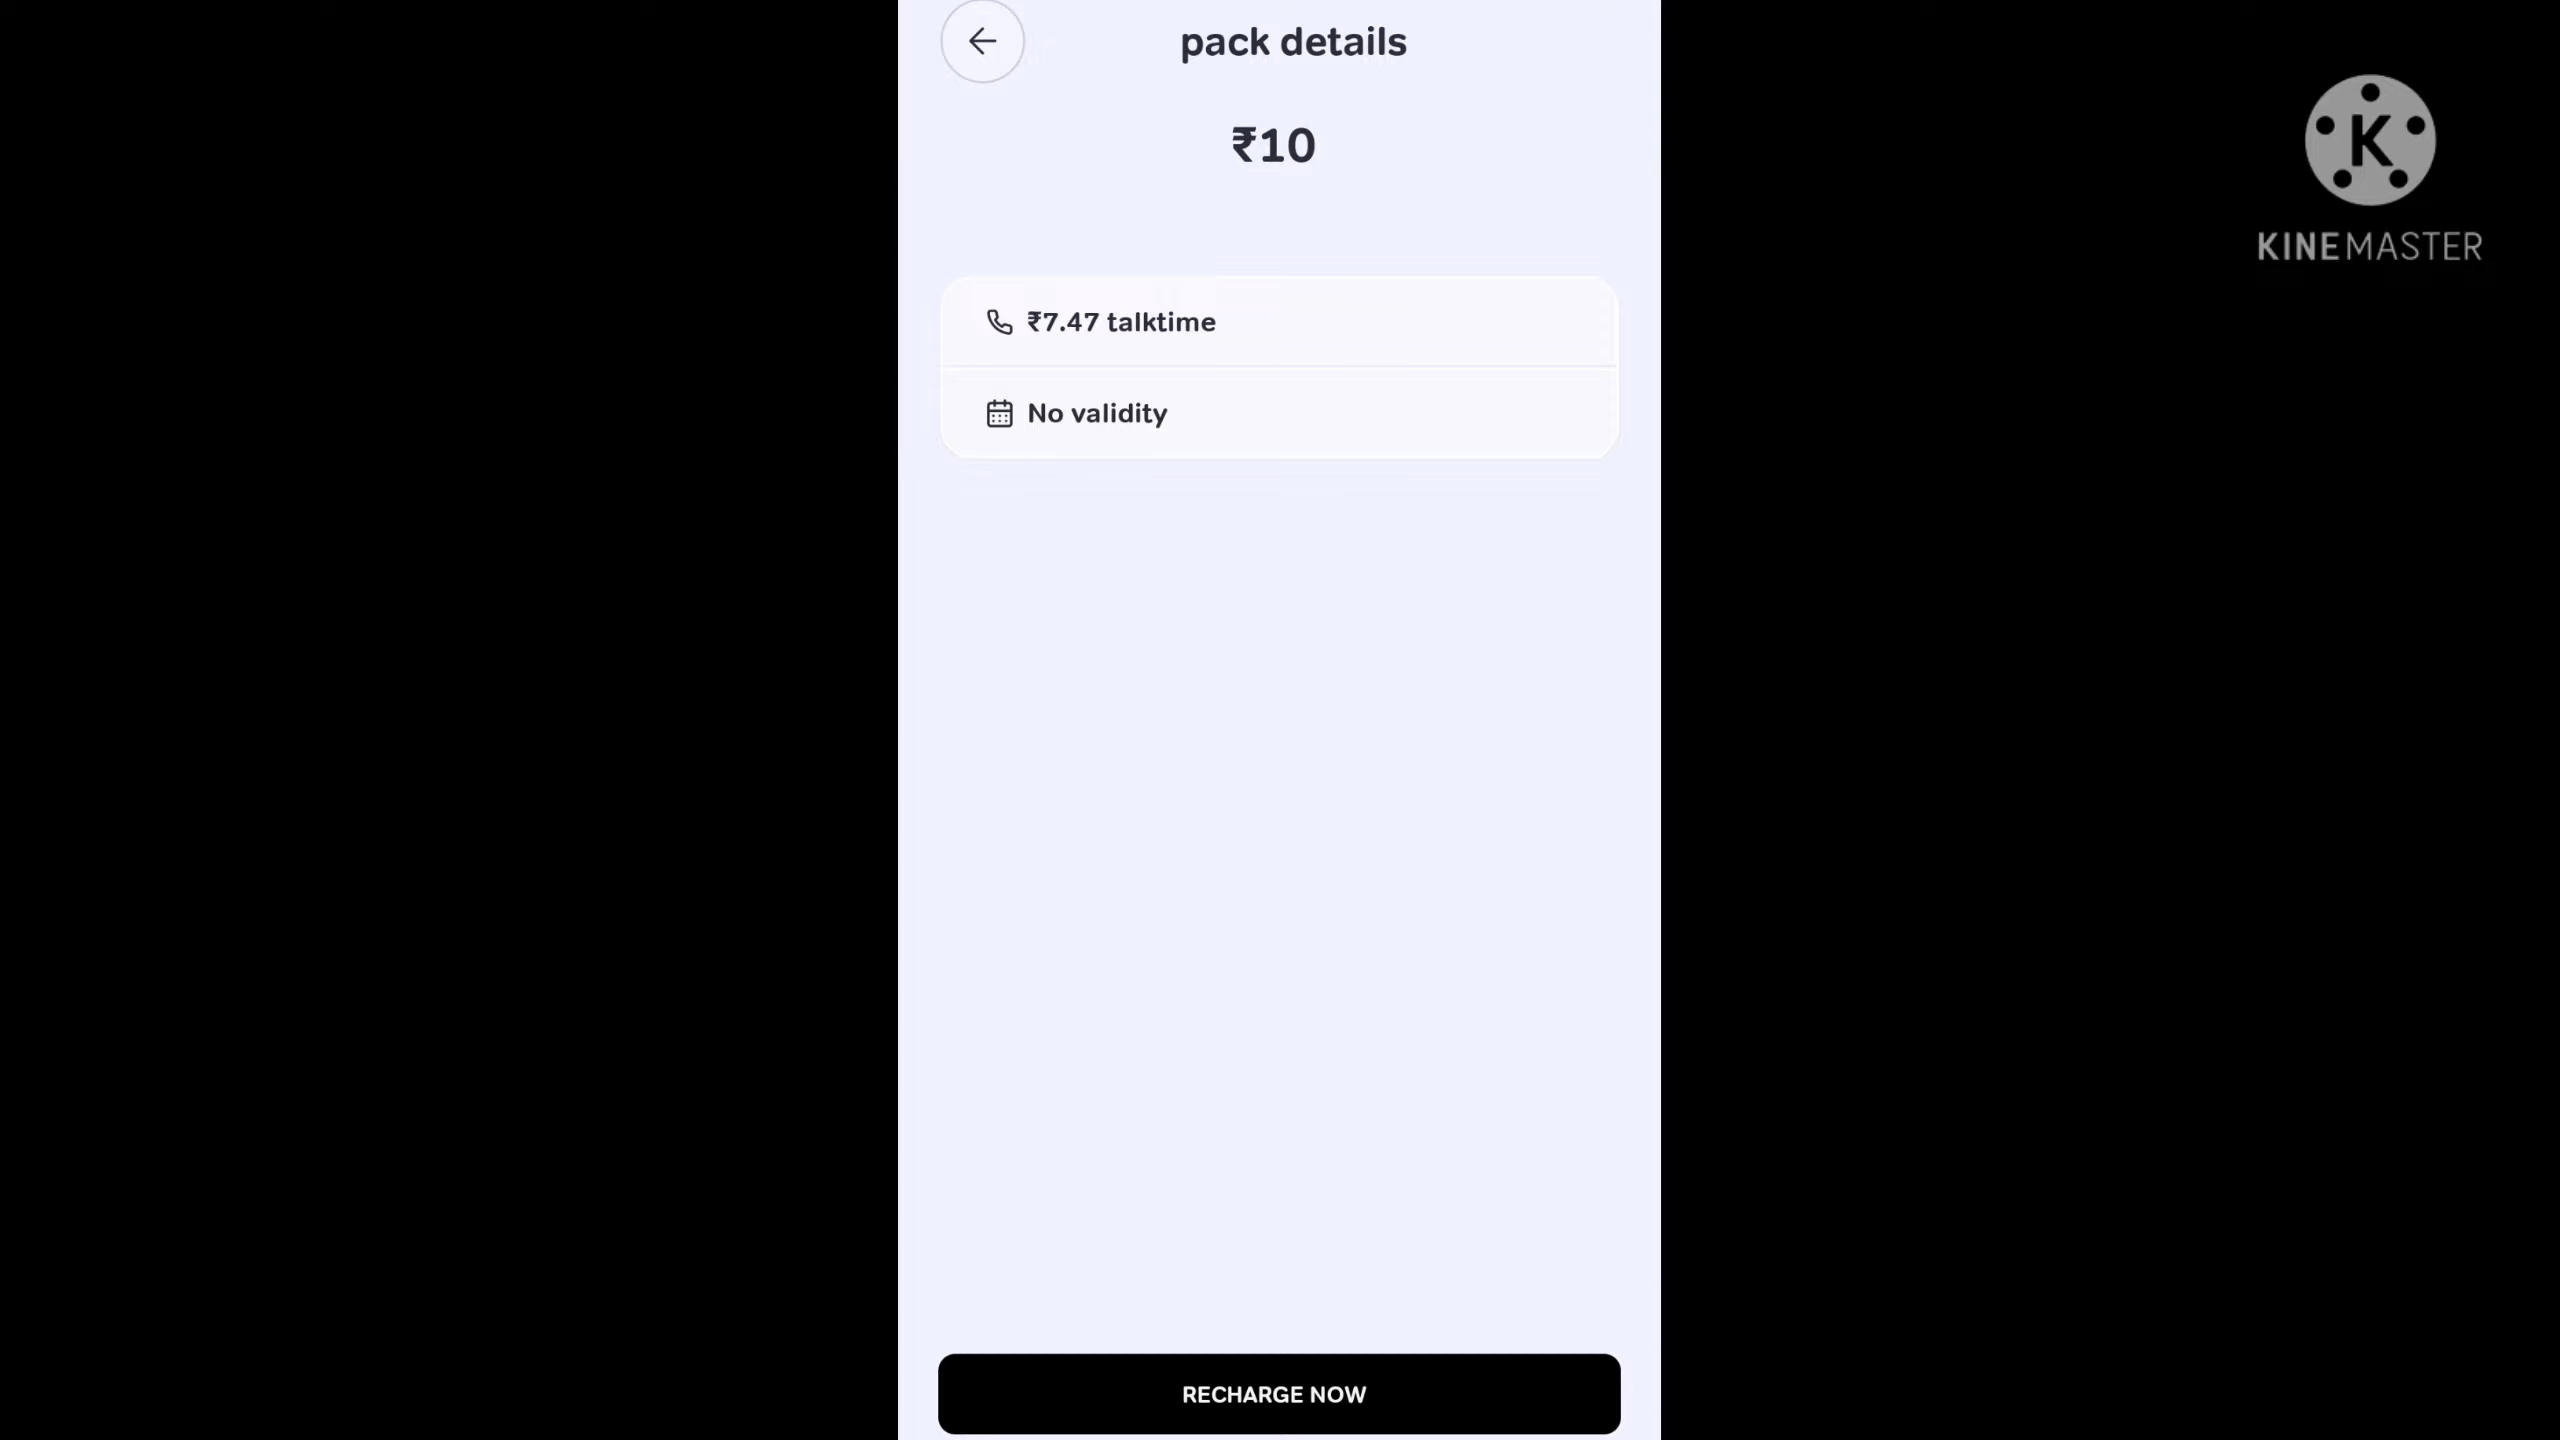 pack details
₹10
K
KINEMASTER
₹7.47 talktime
No validity
RECHARGE NOW